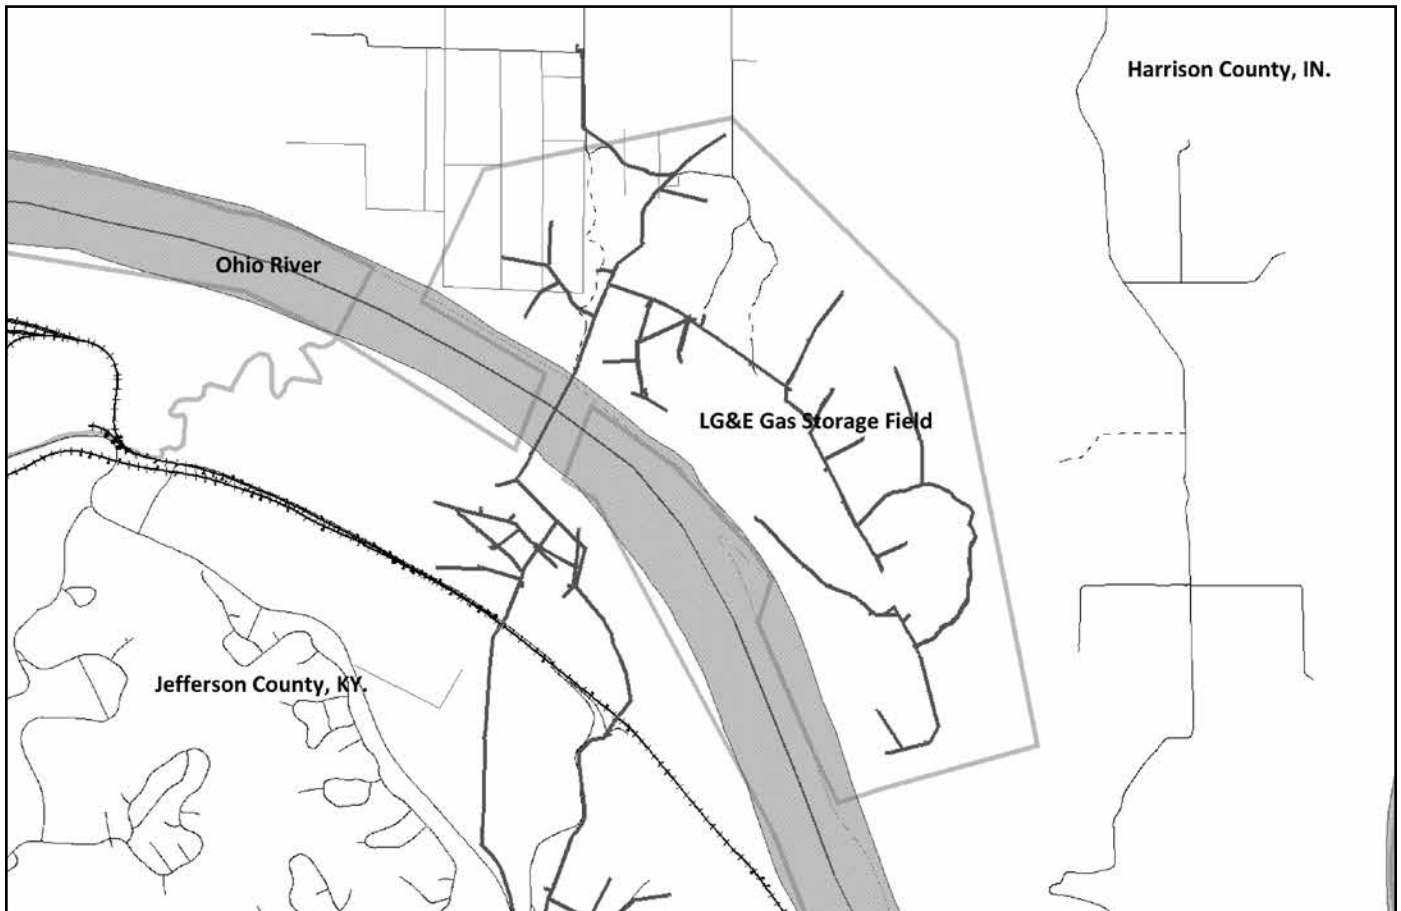 Harrison County, IN.
Ohio River
LG&E Gas Storage Field
Jefferson County, KY.